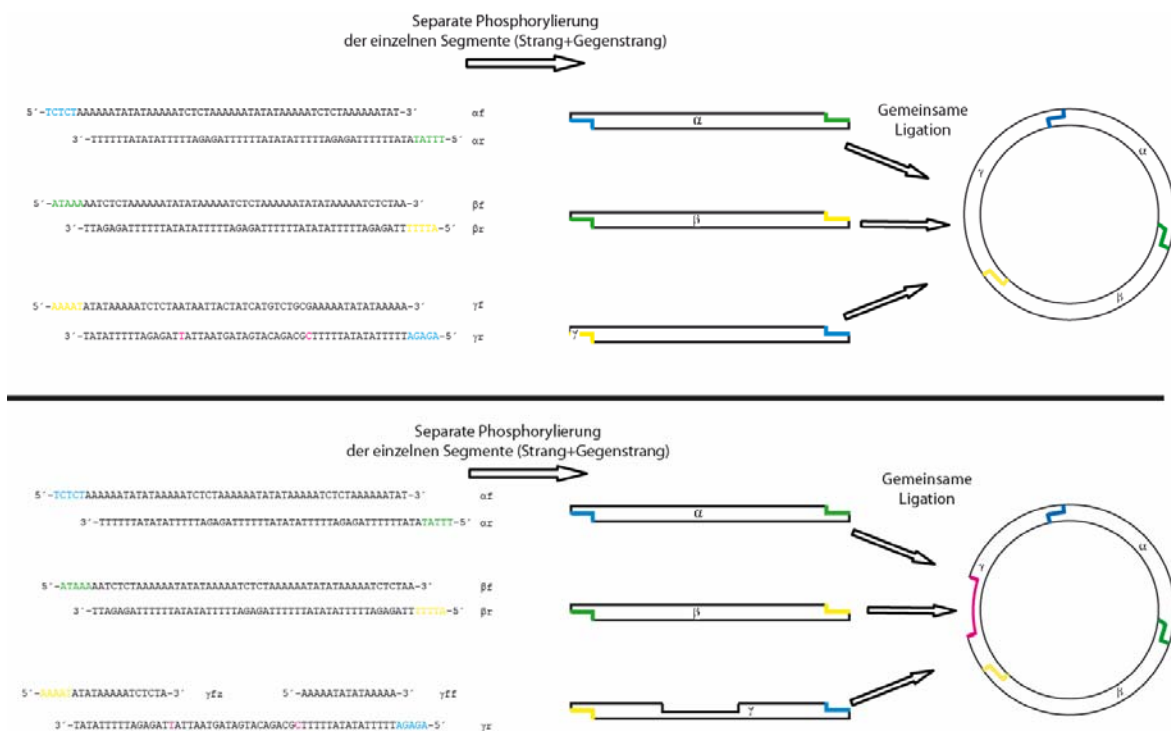 Separate Phosphorylierung
der einzelnen Segmente (Strang+Gegenstrang)
5´-TCTCTAAAAAATATATAAAAATCTCTAAAAAATATATAAAAATCTCTAAAAAATAT-3´ αf
3´-TTTTTTATATATTTTTAGAGATTTTTTATATATTTTTAGAGATTTTTTATATATTT-5´ αr
5´-ATAAAAATCTCTAAAAAATATATAAAAATCTCTAAAAAATATATAAAAATCTCTAA-3´ βf
3´-TTAGAGATTTTTTATATATTTTTAGAGATTTTTTATATATTTTTAGAGATTTTTTA-5´ βr
5´-AAAATATATAAAAATCTCTAATAATTACTATCATGTCTGCGAAAAATATATAAAAA-3´ γf
3´-TATATTTTTAGAGATTATTAATGATAGTACAGACGCTTTTTATATATTTTTAGAGA-5´ γr
α
β
γ
Gemeinsame
Ligation
α
γ
β
Separate Phosphorylierung
der einzelnen Segmente (Strang+Gegenstrang)
5´-TCTCTAAAAAATATATAAAAATCTCTAAAAAATATATAAAAATCTCTAAAAAATAT-3´ αf
3´-TTTTTTATATATTTTTAGAGATTTTTTATATATTTTTAGAGATTTTTTATATATTT-5´ αr
5´-ATAAAAATCTCTAAAAAATATATAAAAATCTCTAAAAAATATATAAAAATCTCTAA-3´ βf
3´-TTAGAGATTTTTTATATATTTTTAGAGATTTTTTATATATTTTTAGAGATTTTTTA-5´ βr
5´-AAAATATATAAAAATCTCTA-3´ γfa 5´-AAAAATATATAAAAA-3´ γff
3´-TATATTTTTAGAGATTATTAATGATAGTACAGACGCTTTTTATATATTTTTAGAGA-5´ γr
α
β
γ
Gemeinsame
Ligation
α
γ
β